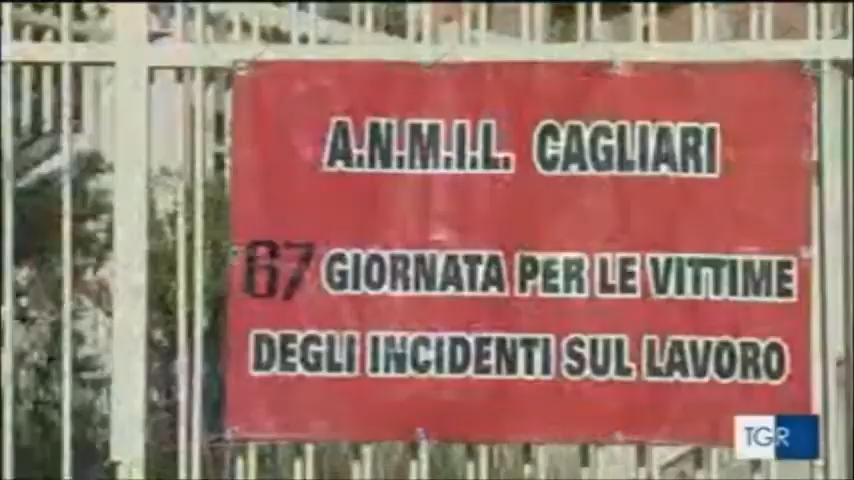 A.N.M.I.L. CAGLIARI
67 GIORNATA PER LE VITTIME
DEGLI INCIDENTI SUL LAVORO
TGR